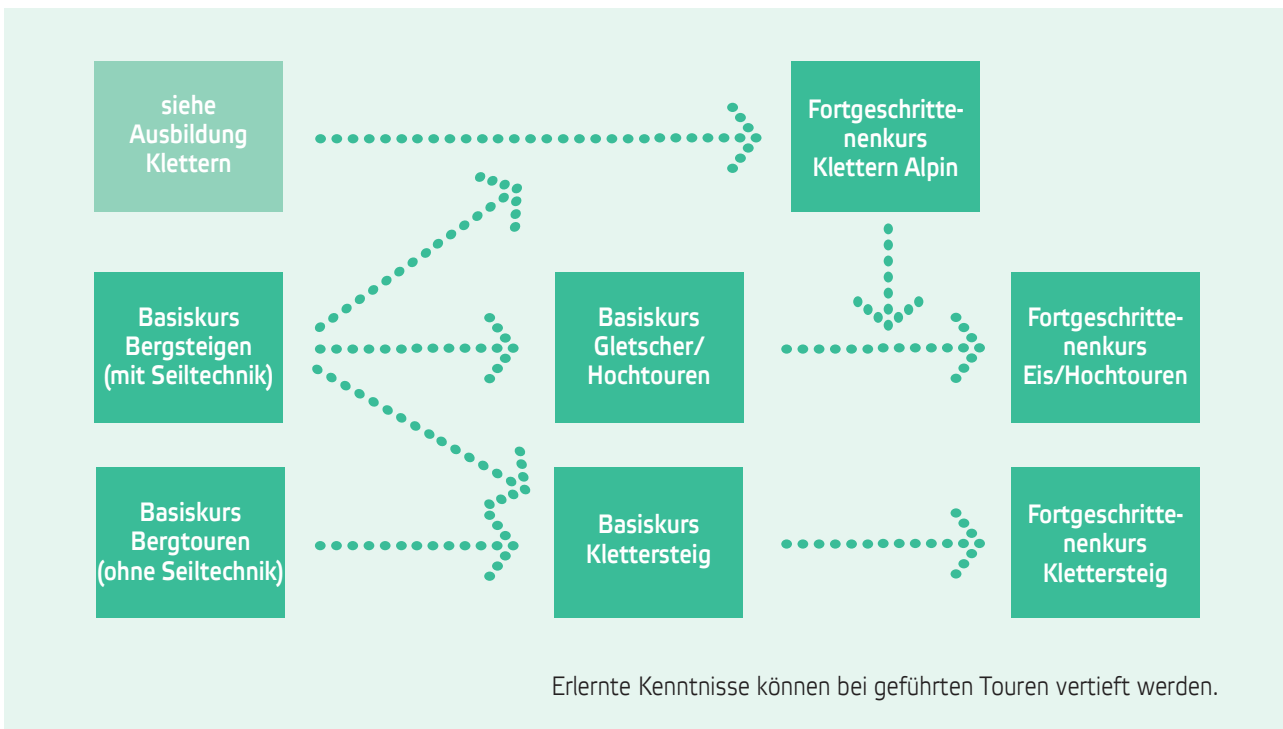 siehe
Ausbildung
Klettern
Fortgeschritte-
nenkurs
Klettern Alpin
Basiskurs
Bergsteigen
(mit Seiltechnik)
Basiskurs
Gletscher/
Hochtouren
Fortgeschritte-
nenkurs
Eis/Hochtouren
Basiskurs
Bergtouren
(ohne Seiltechnik)
Basiskurs
Klettersteig
Fortgeschritte-
nenkurs
Klettersteig
Erlernte Kenntnisse können bei geführten Touren vertieft werden.